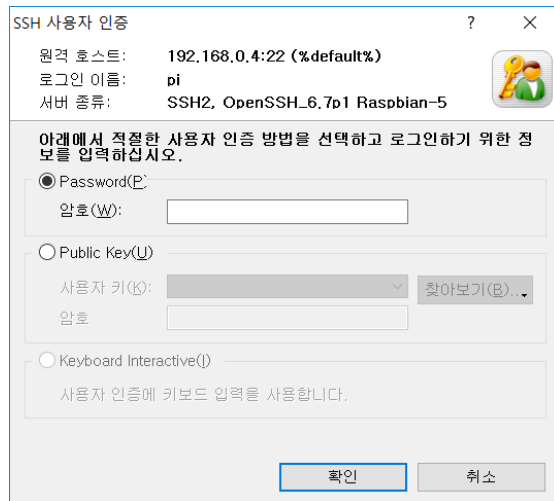 SSH 사용자 인증
원격 호스트: 192.168.0.4:22 (%default%)
로그인 이름: pi
서버 종류: SSH2, OpenSSH_6.7p1 Raspbian-5
아래에서 적절한 사용자 인증 방법을 선택하고 로그인하기 위한 정
보를 입력하십시오.
Password(P)
암호(W):
Public Key(U)
사용자 키(K):
찾아보기(B)...
암호
Keyboard Interactive(I)
사용자 인증에 키보드 입력을 사용합니다.
확인 취소